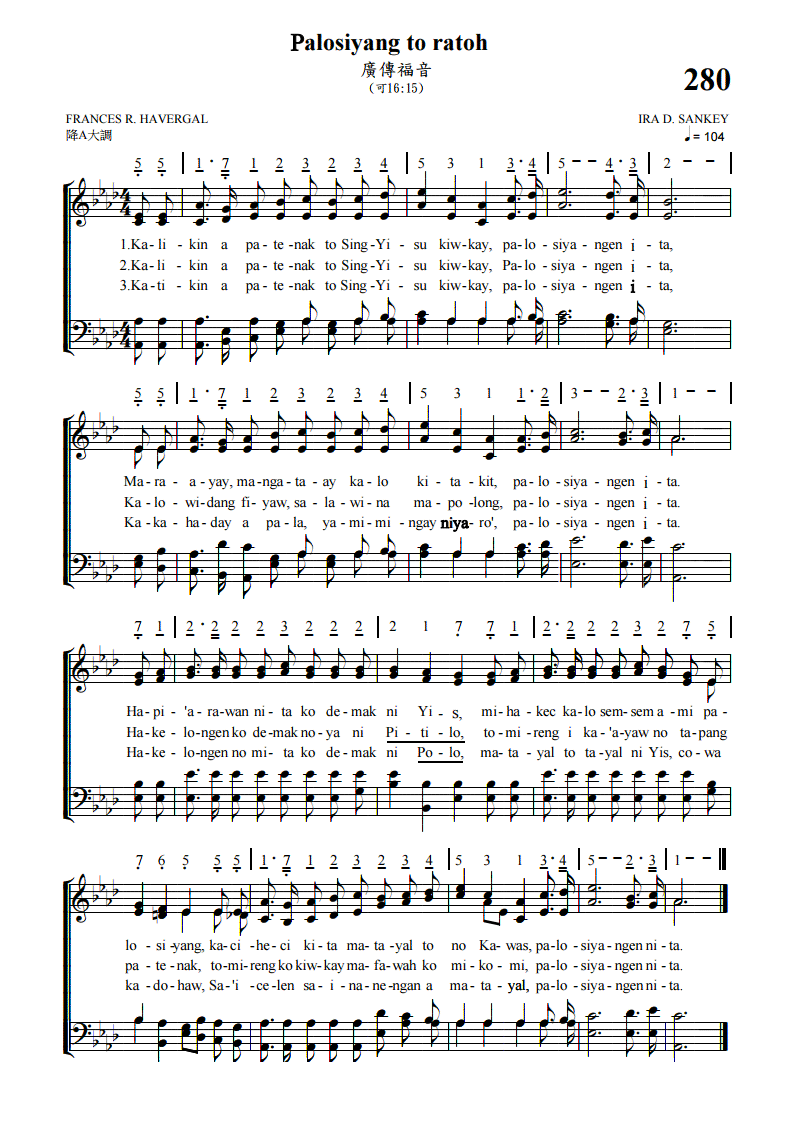 Palosiyang to ratoh
廣傳福音
(可16:15)
280
FRANCES R. HAVERGAL
IRA D. SANKEY
降A大調
♩ = 104
5 5 | 1 · 7 1 2 3 2 3 4 | 5 3 1 3 · 4 | 5 – – 4 · 3 | 2 – – |
1.Ka- li - kin a pa - te - nak to Sing-Yi - su kiw-kay, pa-lo - siya - ngen i - ta,
2.Ka- li - kin a pa - te - nak to Sing-Yi - su kiw-kay, Pa-lo - siya - ngen i - ta,
3.Ka- ti - kin a pa - te - nak to Sing-Yi - su kiw-kay, pa-lo - siya - ngen i - ta,
5 5 | 1 · 7 1 2 3 2 3 4 | 5 3 1 1 · 2 | 3 – – 2 · 3 | 1 – – |
Ma- ra - a-yay, ma-nga-ta-ay ka-lo ki - ta-kit, pa-lo - siya-ngen i - ta.
Ka-lo - wi-dang fi-yaw, sa-la-wi-na ma-po-long, pa-lo - siya-ngen i - ta.
Ka-ka - ha-day a pa-la, ya-mi-mi-ngay niya-ro', pa-lo - siya-ngen i - ta.
7 1 | 2 · 2 2 3 2 2 2 | 2 1 7 7 1 | 2 · 2 2 2 3 2 7 5 |
Ha-pi- 'a-ra-wan ni-ta ko de-mak ni Yi - s, mi-ha-kec ka-lo sem-sem a-mi pa-
Ha-ke-lo-ngen ko de-mak no-ya ni Pi - ti - lo, to-mi-reng i ka-'a-yaw no ta-pang
Ha-ke-lo-ngen no mi-ta ko de-mak ni Po - lo, ma-ta-yal to ta-yal ni Yis, co-wa
7 6 5 5 5 | 1 · 7 1 2 3 2 3 4 | 5 3 1 3 · 4 | 5 – – 2 · 3 | 1 – – ‖
lo - si-yang, ka-ci-he-ci ki-ta ma-ta-yal to no Ka-was, pa-lo-siya-ngen ni-ta.
pa - te-nak, to-mi-reng ko kiw-kay ma-fa-wah ko mi-ko-mi, pa-lo-siya-ngen ni-ta.
ka-do-haw, Sa-'i-ce-len sa-i-na-ne-ngan a ma-ta-yal, pa-lo-siya-ngen ni-ta.